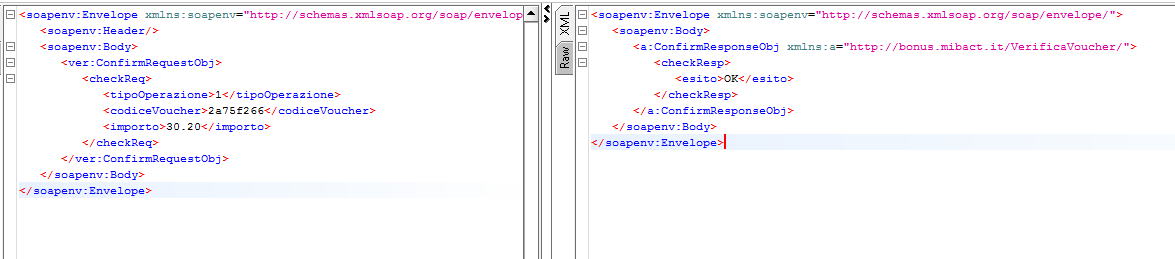 <soapenv:Envelope xmlns:soapenv="http://schemas.xmlsoap.org/soap/envelop
<soapenv:Header/>
<soapenv:Body>
<ver:ConfirmRequestObj>
<checkReq>
<tipoOperazione>1</tipoOperazione>
<codiceVoucher>2a75f266</codiceVoucher>
<importo>30.20</importo>
</checkReq>
</ver:ConfirmRequestObj>
</soapenv:Body>
</soapenv:Envelope>
XML
Raw
<soapenv:Envelope xmlns:soapenv="http://schemas.xmlsoap.org/soap/envelope/">
<soapenv:Body>
<a:ConfirmResponseObj xmlns:a="http://bonus.mibact.it/VerificaVoucher/">
<checkResp>
<esito>OK</esito>
</checkResp>
</a:ConfirmResponseObj>
</soapenv:Body>
</soapenv:Envelope>